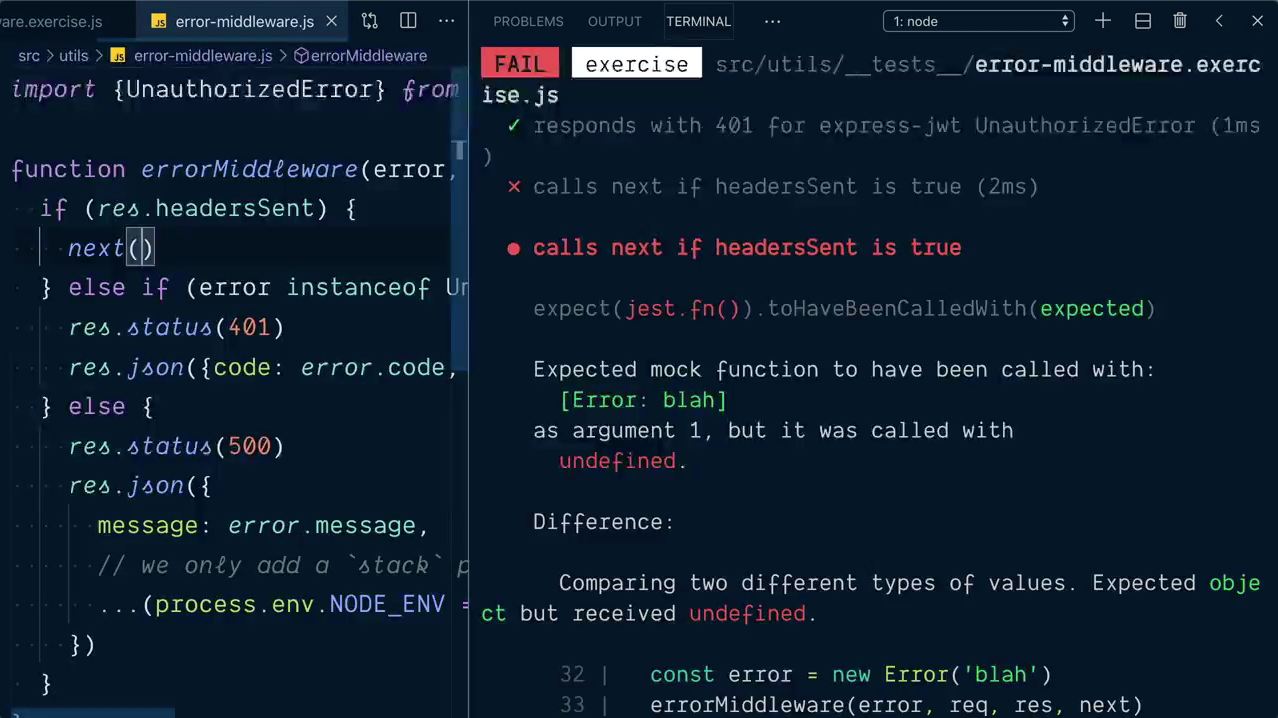 are.exercise.js
JS error-middleware.js
PROBLEMS OUTPUT TERMINAL ··· 1: node
src > utils > JS error-middleware.js > errorMiddleware
import {UnauthorizedError} from
function errorMiddleware(error,
if (res.headersSent) {
next()
} else if (error instanceof Un
res.status(401)
res.json({code: error.code,
} else {
res.status(500)
res.json({
message: error.message,
// we only add a `stack` p
...(process.env.NODE_ENV =
})
}
FAIL exercise src/utils/__tests__/error-middleware.exerc
ise.js
✓ responds with 401 for express-jwt UnauthorizedError (1ms
)
✕ calls next if headersSent is true (2ms)
● calls next if headersSent is true
expect(jest.fn()).toHaveBeenCalledWith(expected)
Expected mock function to have been called with:
[Error: blah]
as argument 1, but it was called with
undefined.
Difference:
Comparing two different types of values. Expected obje
ct but received undefined.
32 | const error = new Error('blah')
33 | errorMiddleware(error, req, res, next)